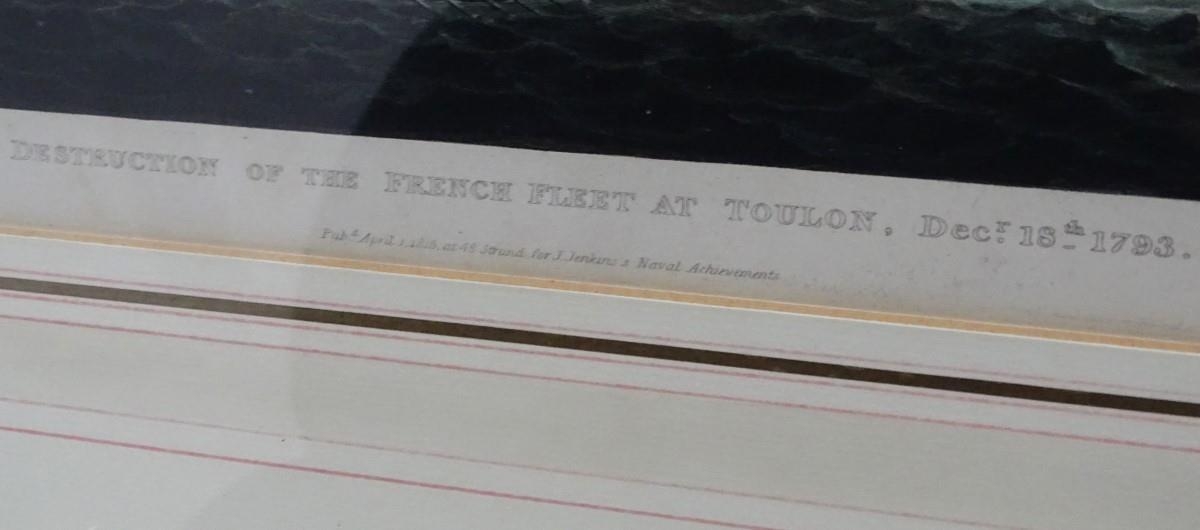 DESTRUCTION OF THE FRENCH FLEET AT TOULON, Decr. 18th 1793.
Pubd. April 1, 1816, at 48 Strand, for J. Jenkins's Naval Achievements